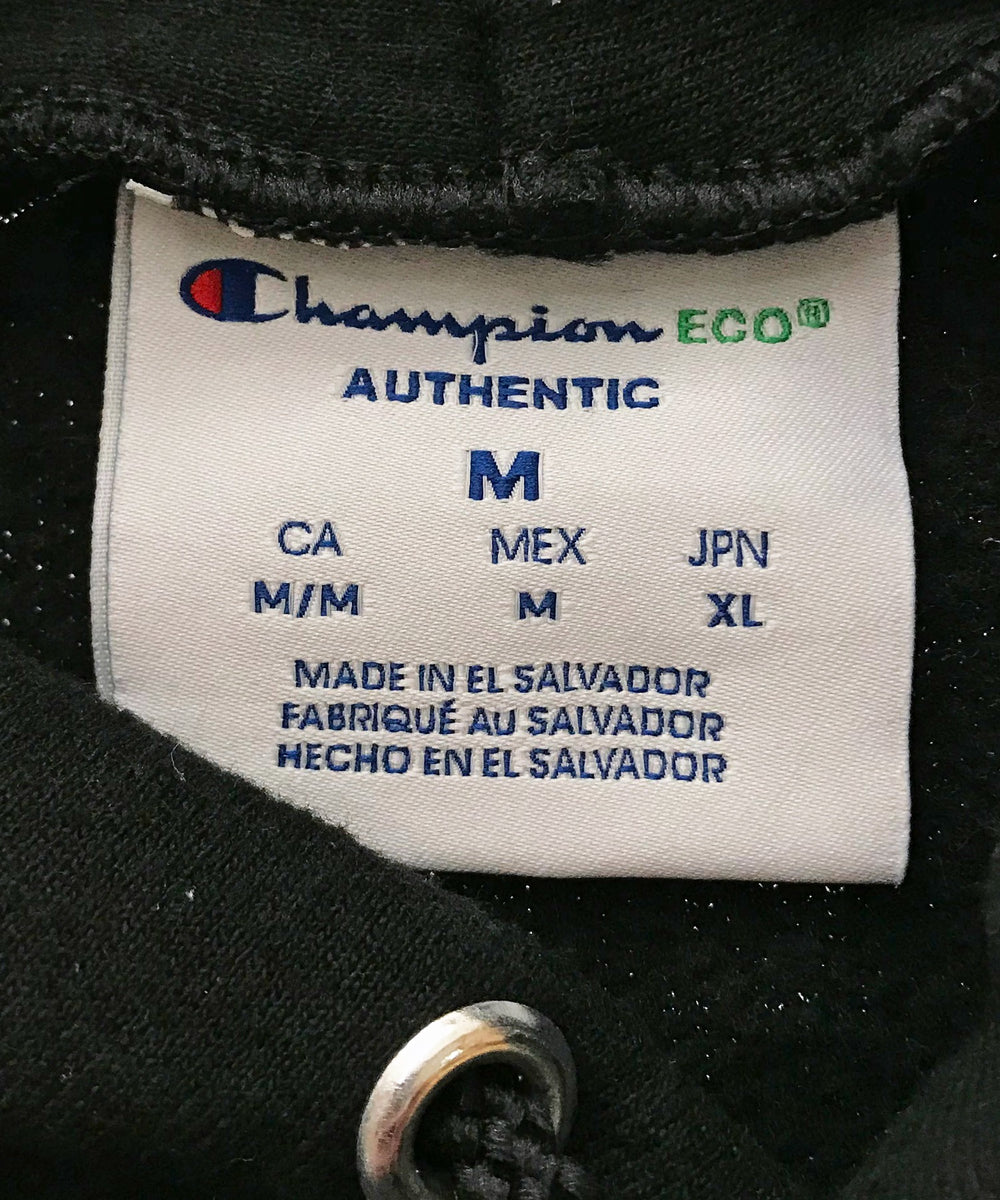 Champion ECO®
AUTHENTIC
M
CA MEX JPN
M/M M XL
MADE IN EL SALVADOR
FABRIQUÉ AU SALVADOR
HECHO EN EL SALVADOR